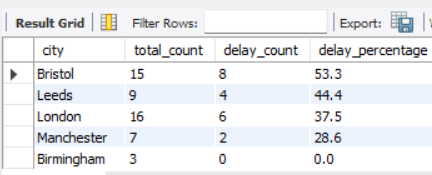 Result Grid Filter Rows: Export:
city total_count delay_count delay_percentage
Bristol 15 8 53.3
Leeds 9 4 44.4
London 16 6 37.5
Manchester 7 2 28.6
Birmingham 3 0 0.0